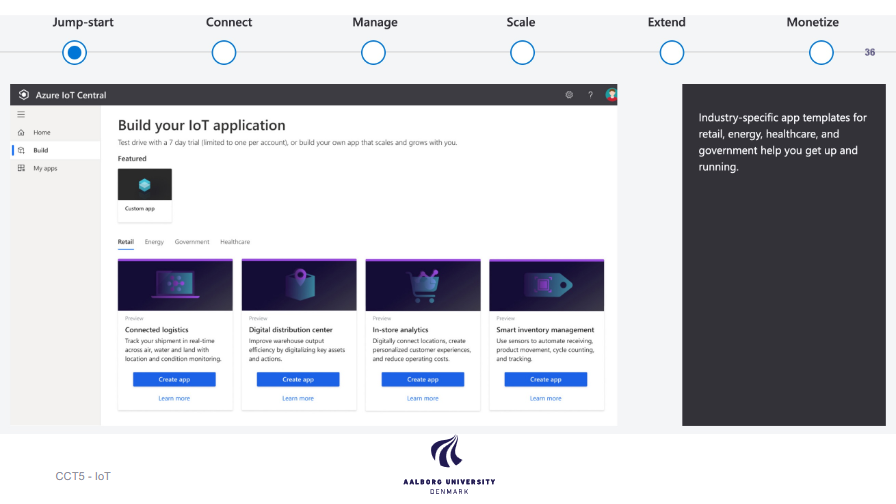 Jump-start
Connect
Manage
Scale
Extend
Monetize
36
Azure IoT Central
?
Home
Build
My apps
Build your IoT application
Test drive with a 7 day trial (limited to one per account), or build your own app that scales and grows with you.
Featured
Custom app
Retail
Energy
Government
Healthcare
Preview
Connected logistics
Track your shipment in real-time
across air, water and land with
location and condition monitoring.
Create app
Learn more
Preview
Digital distribution center
Improve warehouse output
efficiency by digitalizing key assets
and actions.
Create app
Learn more
Preview
In-store analytics
Digitally connect locations, create
personalized customer experiences,
and reduce operating costs.
Create app
Learn more
Preview
Smart inventory management
Use sensors to automate receiving,
product movement, cycle counting,
and tracking.
Create app
Learn more
Industry-specific app templates for
retail, energy, healthcare, and
government help you get up and
running.
CCT5 - IoT
AALBORG UNIVERSITY
DENMARK